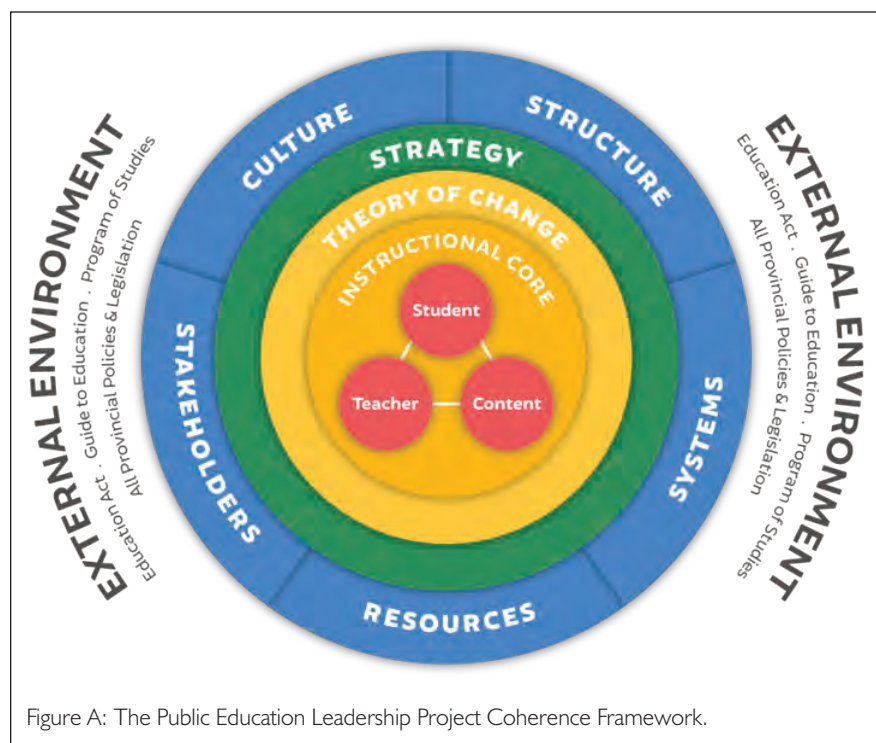 EXTERNAL ENVIRONMENT
Education Act . Guide to Education . Program of Studies
All Provincial Policies & Legislation
CULTURE
STRUCTURE
STAKEHOLDERS
SYSTEMS
RESOURCES
STRATEGY
THEORY OF CHANGE
INSTRUCTIONAL CORE
Student
Teacher
Content
EXTERNAL ENVIRONMENT
Education Act . Guide to Education . Program of Studies
All Provincial Policies & Legislation
Figure A: The Public Education Leadership Project Coherence Framework.